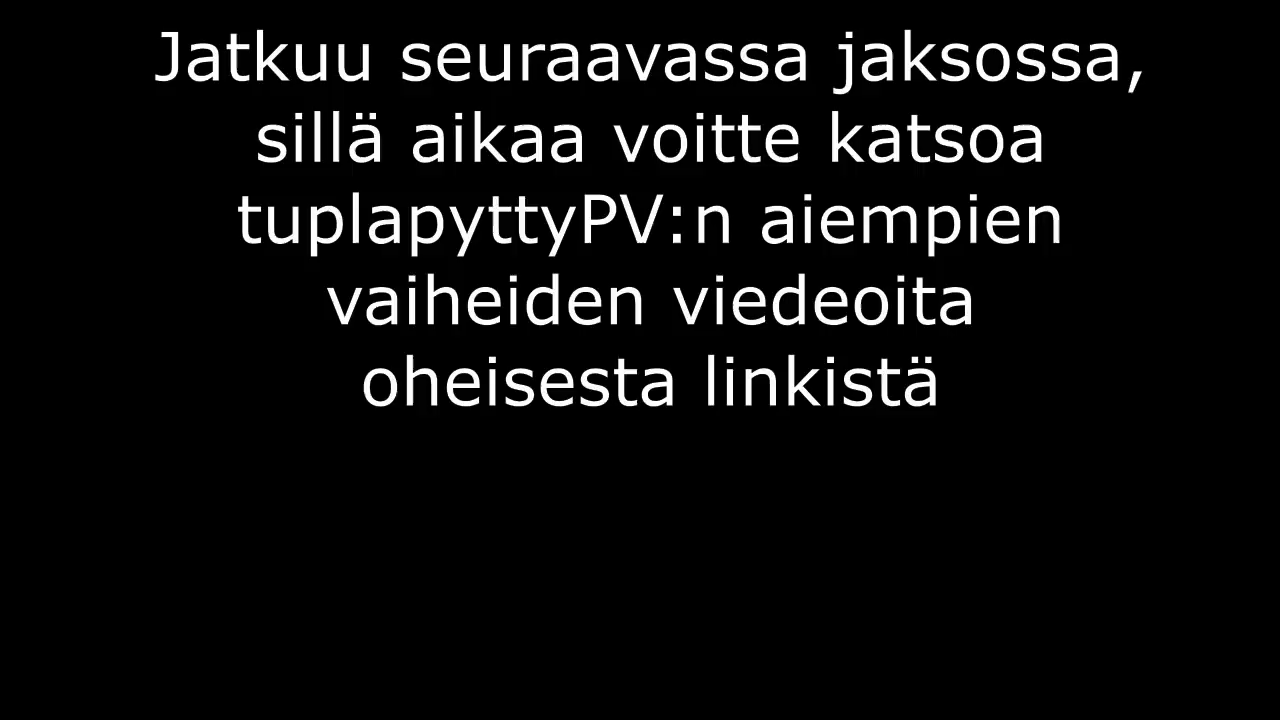 Jatkuu seuraavassa jaksossa,
sillä aikaa voitte katsoa
tuplapyttyPV:n aiempien
vaiheiden viedeoita
oheisesta linkistä